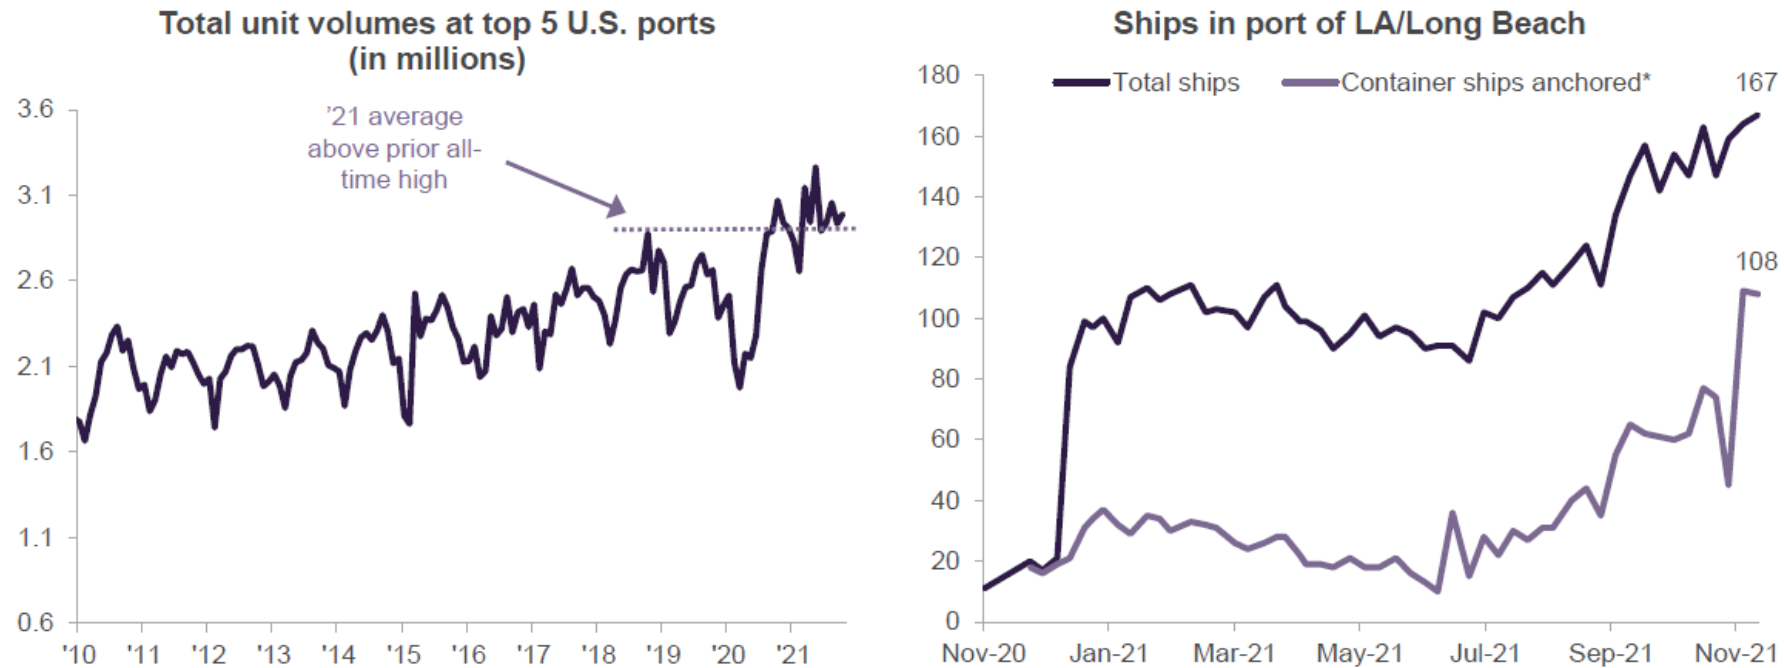 Total unit volumes at top 5 U.S. ports
(in millions)
'21 average
above prior all-
time high
3.6
3.1
2.6
2.1
1.6
1.1
0.6
'10 '11 '12 '13 '14 '15 '16 '17 '18 '19 '20 '21
Ships in port of LA/Long Beach
Total ships Container ships anchored*
167
108
180
160
140
120
100
80
60
40
20
0
Nov-20 Jan-21 Mar-21 May-21 Jul-21 Sep-21 Nov-21